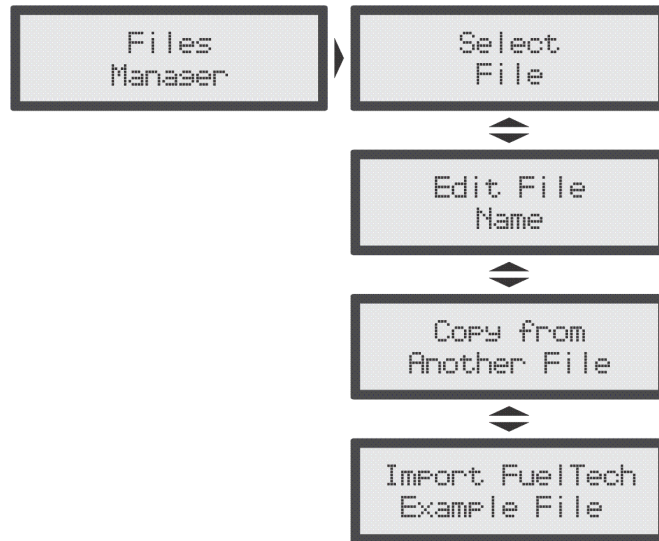 Files
Manager
Select
File
Edit File
Name
Copy from
Another File
Import FuelTech
Example File